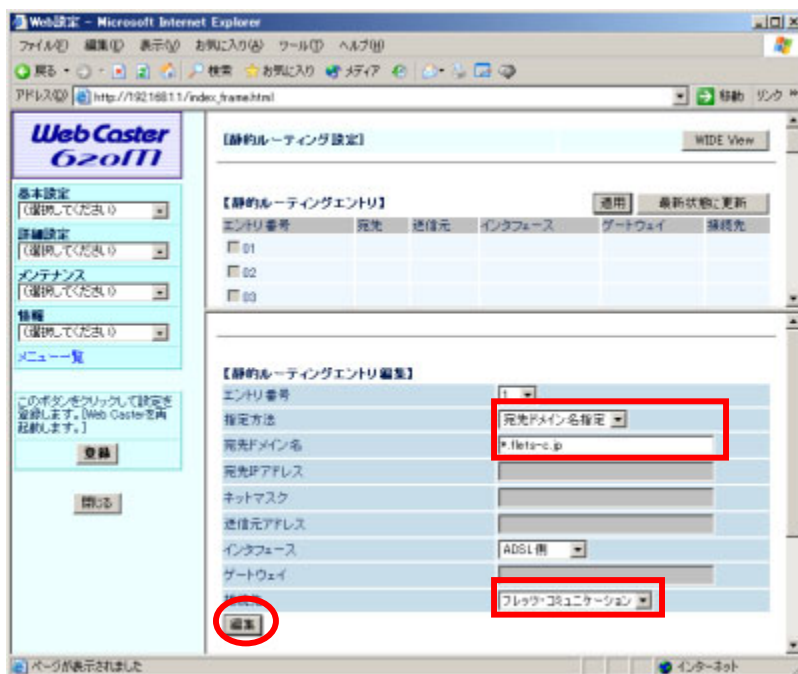 Web設定 - Microsoft Internet Explorer
ファイル(F) 編集(E) 表示(V) お気に入り(A) ツール(T) ヘルプ(H)
戻る 検索 お気に入り メディア
アドレス(D) http://192.168.1.1/index_frame.html 移動 リンク
Web Caster
620M
基本設定
(選択してください)
詳細設定
(選択してください)
メンテナンス
(選択してください)
情報
(選択してください)
メニュー一覧
このボタンをクリックして設定を
登録します。[Web Casterを再
起動します。]
登録
閉じる
【静的ルーティング設定】 WIDE View
【静的ルーティングエントリ】 適用 最新状態に更新
エントリ番号 宛先 送信元 インタフェース ゲートウェイ 接続先
01
02
03
【静的ルーティングエントリ編集】
エントリ番号 1
指定方法 宛先ドメイン名指定
宛先ドメイン名 *.flets-c.jp
宛先IPアドレス
ネットマスク
送信元アドレス
インタフェース ADSL側
ゲートウェイ
接続先 フレッツ・コミュニケーション
編集
ページが表示されました インターネット